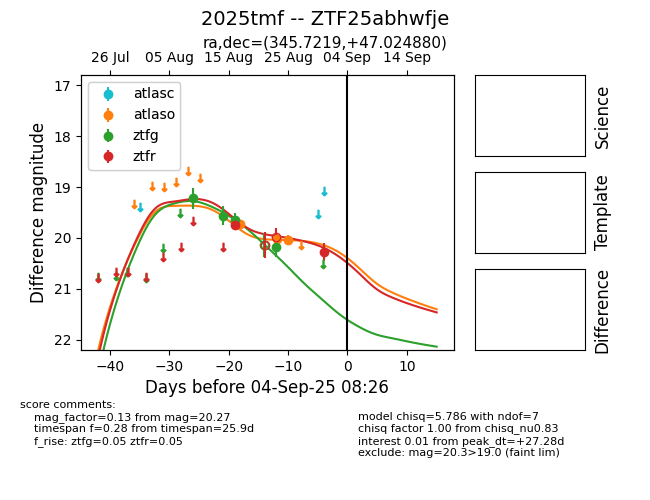 2025tmf -- ZTF25abhwfje
ra,dec=(345.7219,+47.024880)
26 Jul 05 Aug 15 Aug 25 Aug 04 Sep 14 Sep
atlasc
atlaso
ztfg
ztfr
17
18
19
20
21
22
Difference magnitude
−40 −30 −20 −10 0 10
Days before 04-Sep-25 08:26
Science
Template
Difference
score comments:
mag_factor=0.13 from mag=20.27
timespan f=0.28 from timespan=25.9d
f_rise: ztfg=0.05 ztfr=0.05
model chisq=5.786 with ndof=7
chisq factor 1.00 from chisq_nu0.83
interest 0.01 from peak_dt=+27.28d
exclude: mag=20.3>19.0 (faint lim)